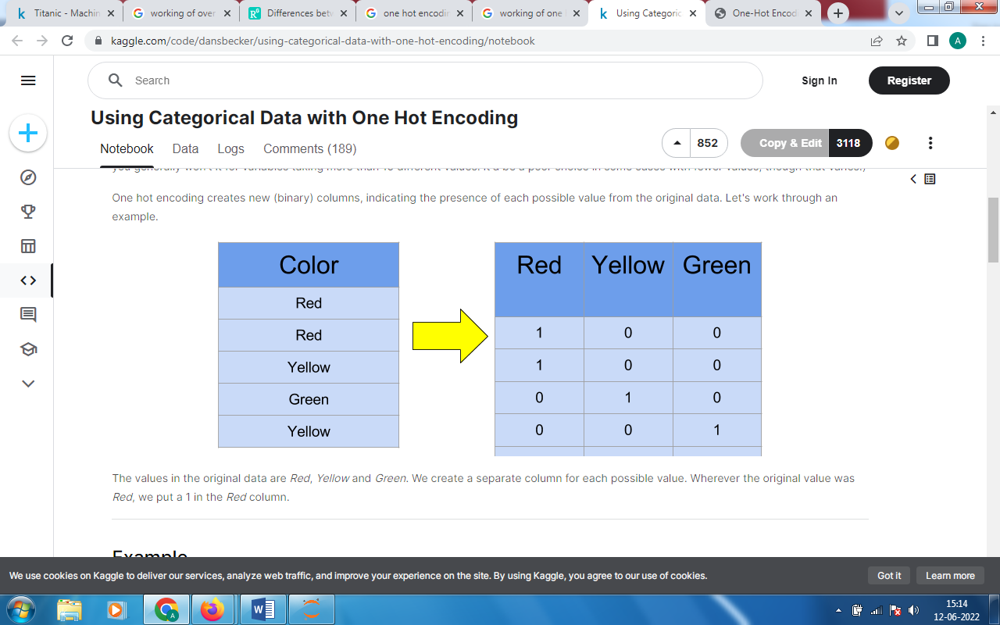 Titanic - Machin
working of over
Differences betw
one hot encodin
working of one
Using Categoric
One-Hot Encod
kaggle.com/code/dansbecker/using-categorical-data-with-one-hot-encoding/notebook
A
Search
Sign In
Register
Using Categorical Data with One Hot Encoding
Notebook
Data
Logs
Comments (189)
852
Copy & Edit
3118
One hot encoding creates new (binary) columns, indicating the presence of each possible value from the original data. Let's work through an
example.
Color
Red
Red
Yellow
Green
Yellow
Red Yellow Green
1 0 0
1 0 0
0 1 0
0 0 1
The values in the original data are Red, Yellow and Green. We create a separate column for each possible value. Wherever the original value was
Red, we put a 1 in the Red column.
Example
We use cookies on Kaggle to deliver our services, analyze web traffic, and improve your experience on the site. By using Kaggle, you agree to our use of cookies.
Got it
Learn more
15:14
12-06-2022